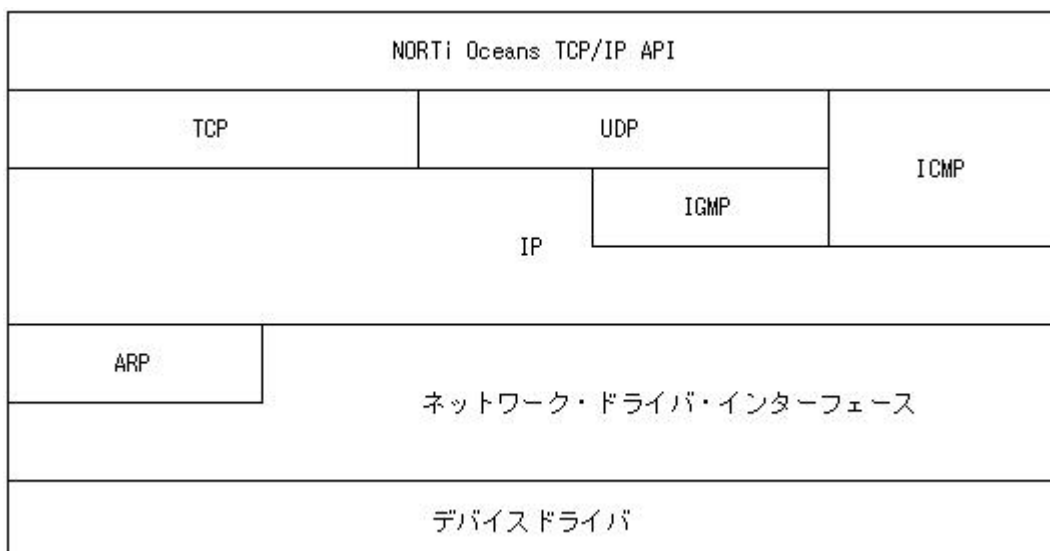 NORTi Oceans TCP/IP API
TCP
UDP
ICMP
IGMP
IP
ARP
ネットワーク・ドライバ・インターフェース
デバイスドライバ